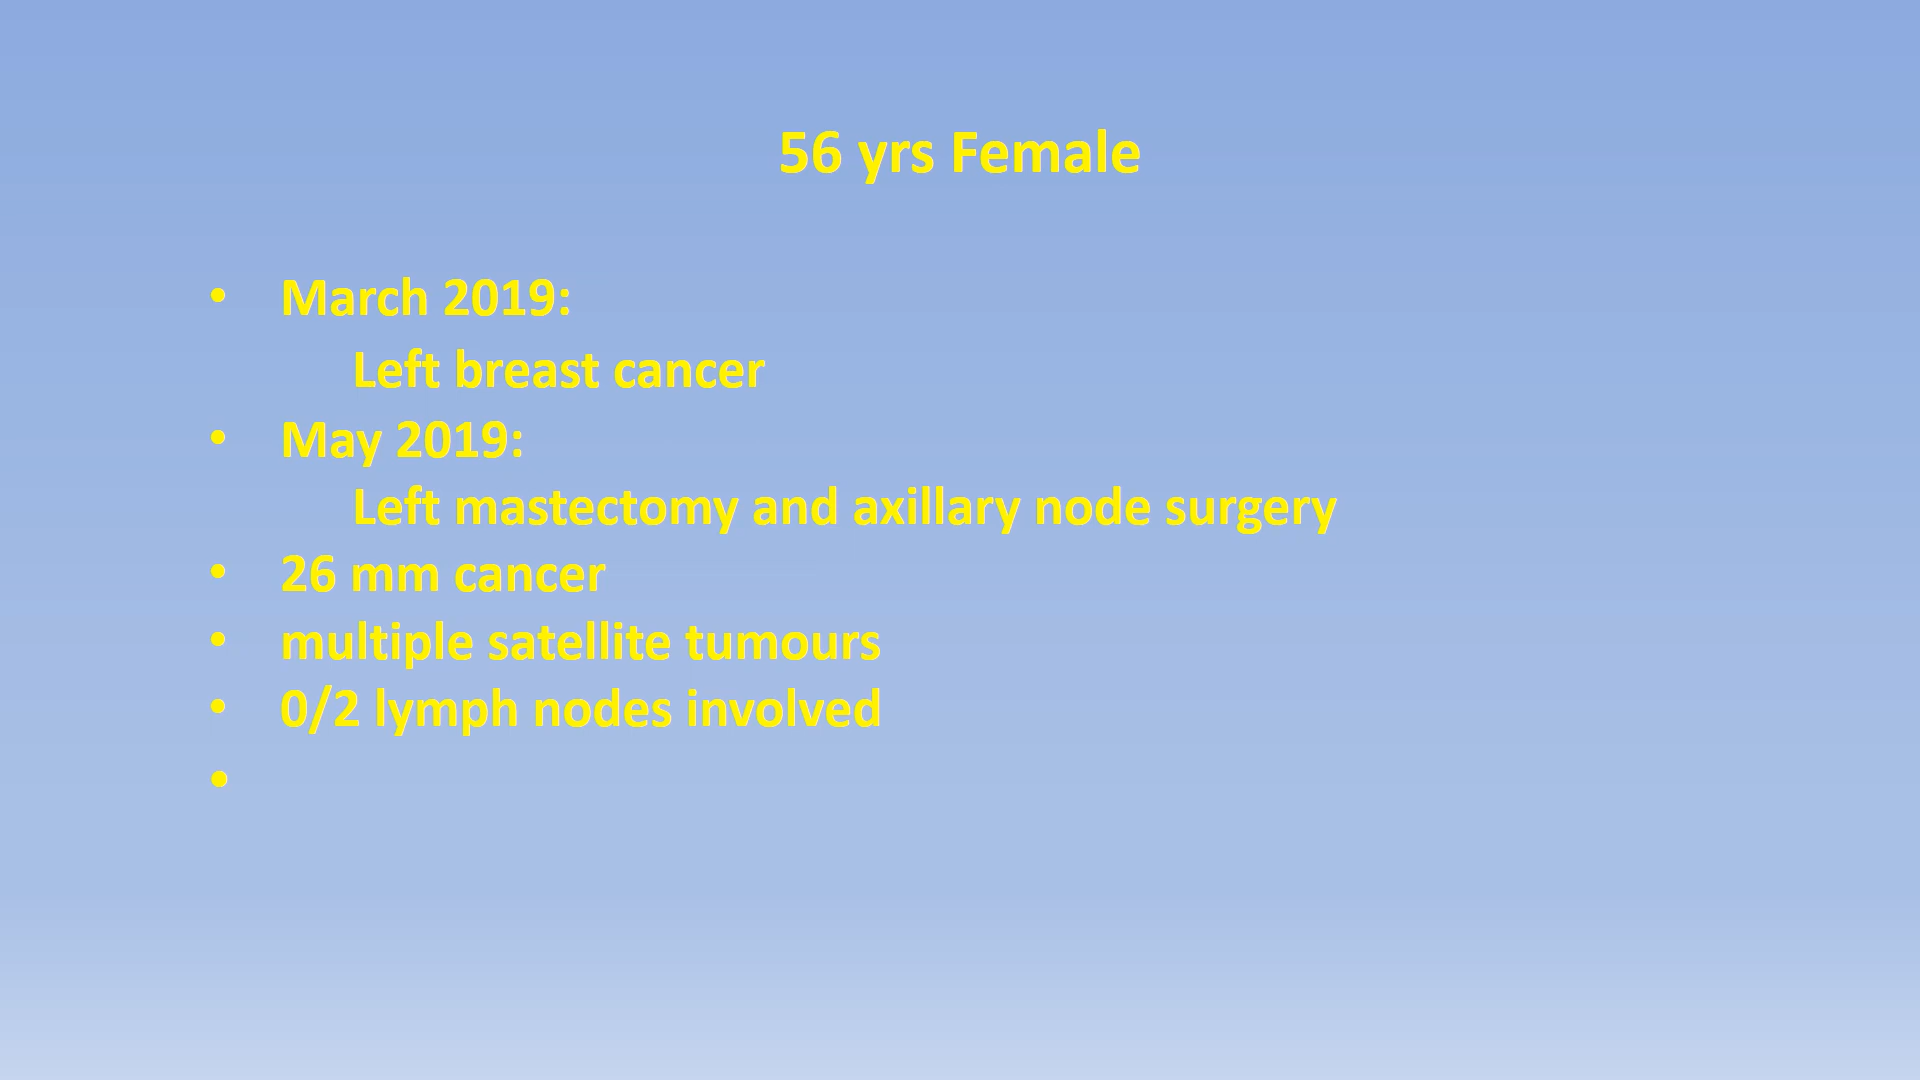 56 yrs Female
• March 2019:
Left breast cancer
• May 2019:
Left mastectomy and axillary node surgery
• 26 mm cancer
• multiple satellite tumours
• 0/2 lymph nodes involved
•